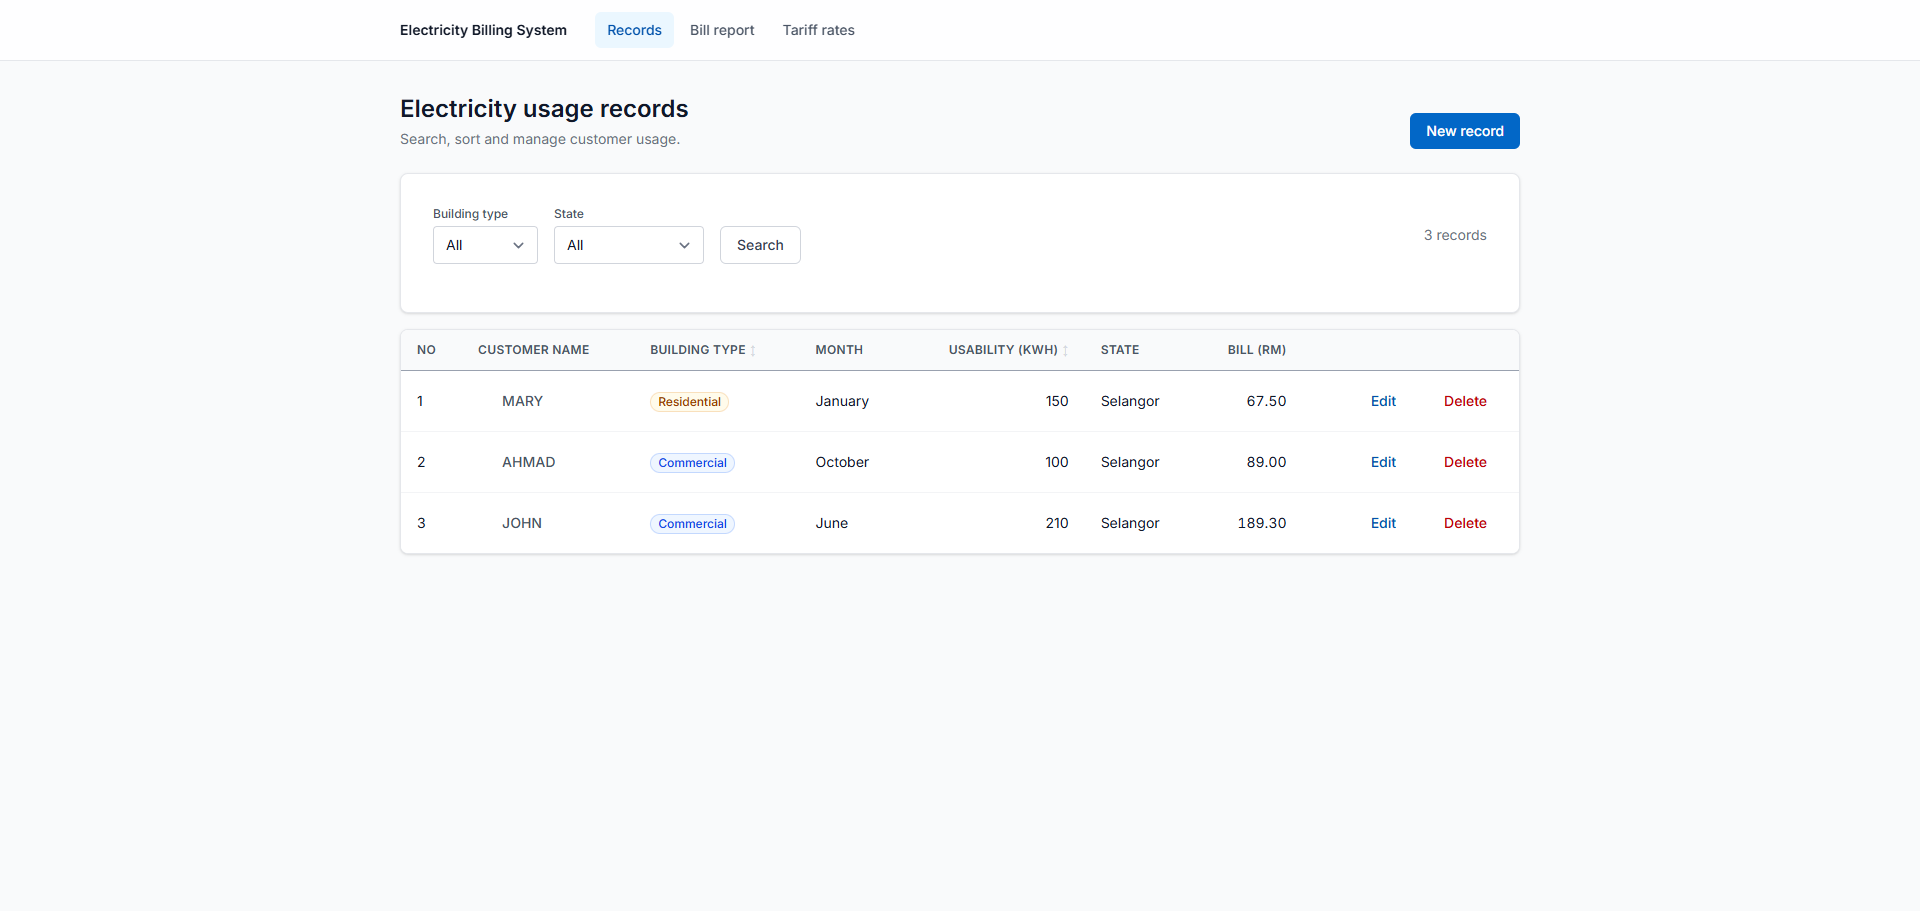 Electricity Billing System Records Bill report Tariff rates
Electricity usage records
Search, sort and manage customer usage.
New record
Building type State
All All Search
3 records
NO CUSTOMER NAME BUILDING TYPE MONTH USABILITY (KWH) STATE BILL (RM)
1 MARY Residential January 150 Selangor 67.50 Edit Delete
2 AHMAD Commercial October 100 Selangor 89.00 Edit Delete
3 JOHN Commercial June 210 Selangor 189.30 Edit Delete